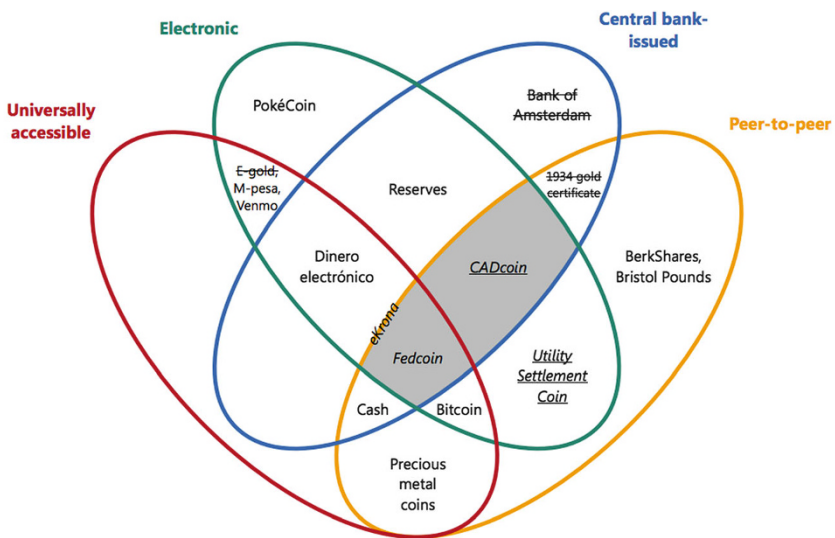 Electronic
Central bank-
issued
Universally
accessible
Peer-to-peer
PokéCoin
Bank of
Amsterdam
E-gold,
M-pesa,
Venmo
Reserves
1934 gold
certificate
Dinero
electrónico
CADcoin
BerkShares,
Bristol Pounds
eKrona
Fedcoin
Utility
Settlement
Coin
Cash
Bitcoin
Precious
metal
coins